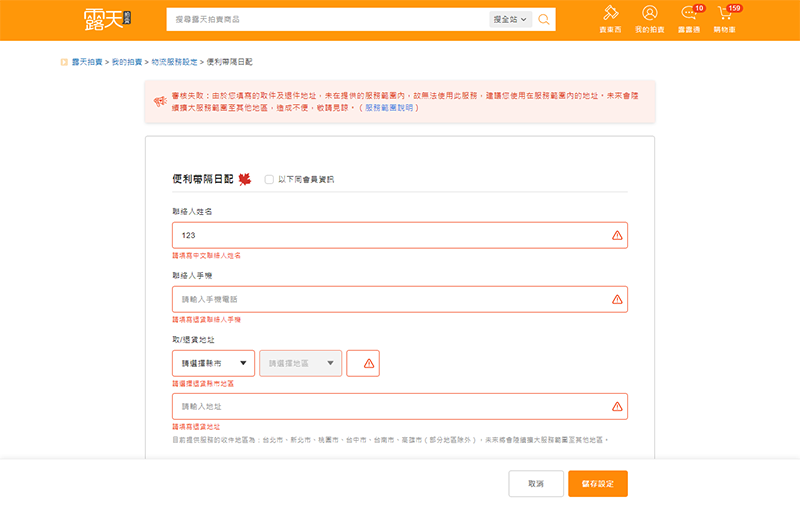 露天 拍賣
搜尋露天拍賣商品
搜全站
賣東西
我的拍賣
10
露露通
159
購物車
露天拍賣 > 我的拍賣 > 物流服務設定 > 便利帶隔日配
審核失敗：由於您填寫的取件及退件地址，未在提供的服務範圍內，故無法使用此服務，建議您使用在服務範圍內的地址。未來會陸
續擴大服務範圍至其他地區，造成不便，敬請見諒。（服務範圍說明）
便利帶隔日配
以下同會員資訊
聯絡人姓名
123
請填寫中文聯絡人姓名
聯絡人手機
請輸入手機電話
請填寫退貨聯絡人手機
取/退貨地址
請選擇縣市
請選擇地區
請選擇退貨縣市地區
請輸入地址
請填寫退貨地址
目前提供服務的收件地區為：台北市、新北市、桃園市、台中市、台南市、高雄市（部分地區除外），未來將會陸續擴大服務範圍至其他地區。
取消
儲存設定